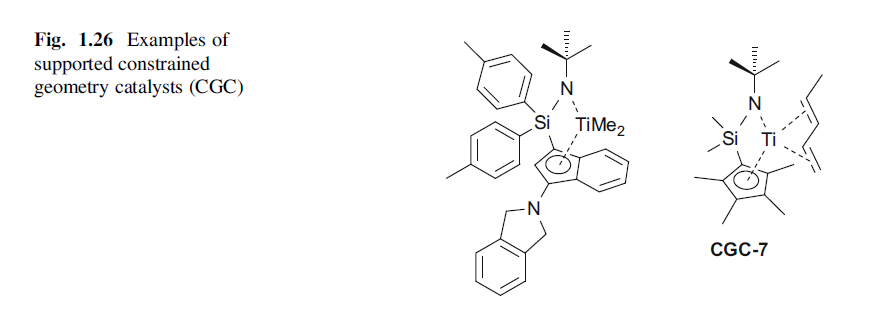 Fig. 1.26 Examples of
supported constrained
geometry catalysts (CGC)
N
Si TiMe2
N
N
Si Ti
CGC-7